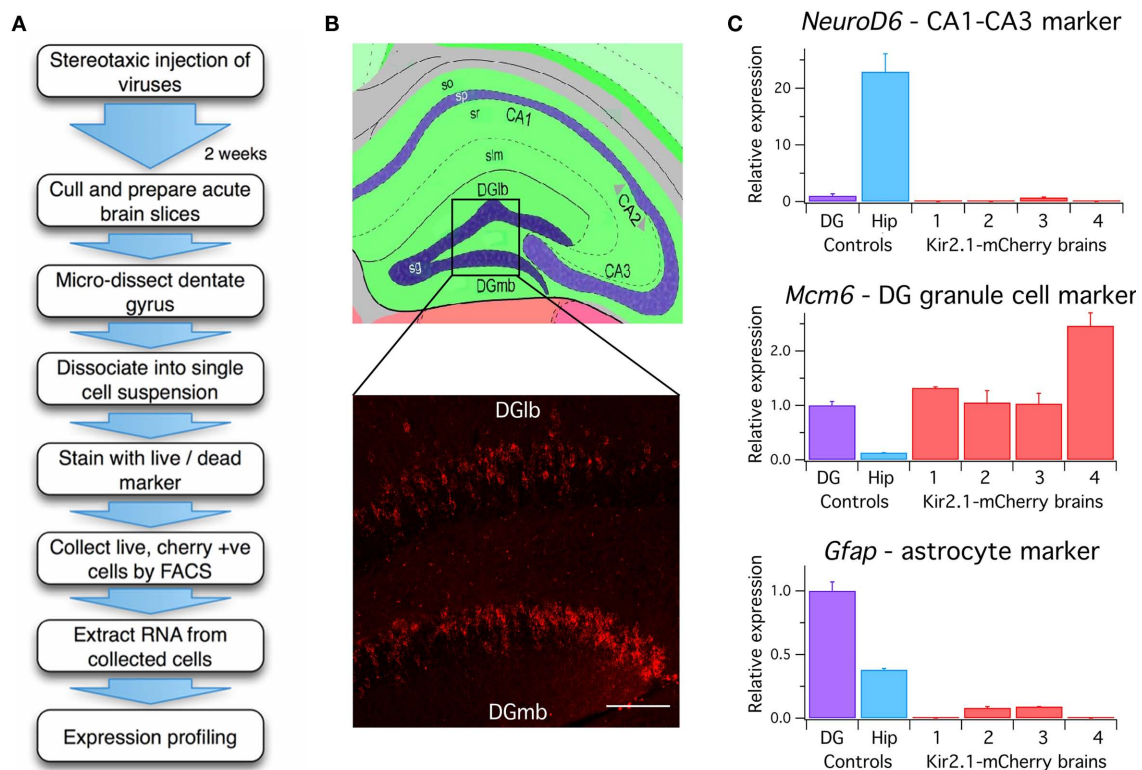 A
Stereotaxic injection of
viruses
2 weeks
Cull and prepare acute
brain slices
Micro-dissect dentate
gyrus
Dissociate into single
cell suspension
Stain with live / dead
marker
Collect live, cherry +ve
cells by FACS
Extract RNA from
collected cells
Expression profiling
B
so
sp
sr
CA1
slm
DGlb
CA2
sg
CA3
DGmb
DGlb
DGmb
C
NeuroD6 - CA1-CA3 marker
Relative expression
20
10
0
DG Hip 1 2 3 4
Controls Kir2.1-mCherry brains
Mcm6 - DG granule cell marker
Relative expression
2.0
1.0
0.0
DG Hip 1 2 3 4
Controls Kir2.1-mCherry brains
Gfap - astrocyte marker
Relative expression
1.0
0.5
0.0
DG Hip 1 2 3 4
Controls Kir2.1-mCherry brains